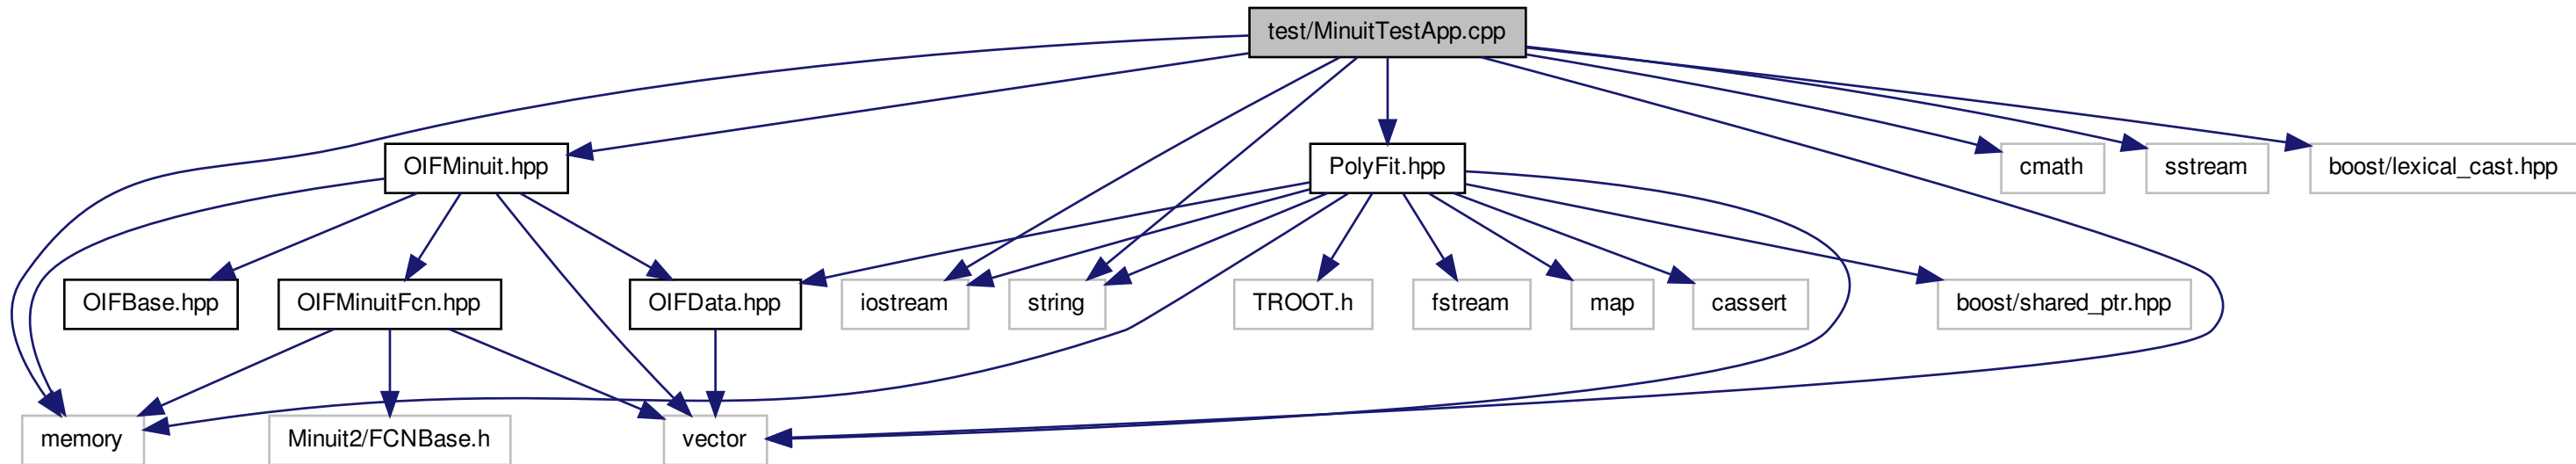 test/MinuitTestApp.cpp
OIFMinuit.hpp
PolyFit.hpp
cmath
sstream
boost/lexical_cast.hpp
OIFBase.hpp
OIFMinuitFcn.hpp
OIFData.hpp
iostream
string
TROOT.h
fstream
map
cassert
boost/shared_ptr.hpp
memory
Minuit2/FCNBase.h
vector